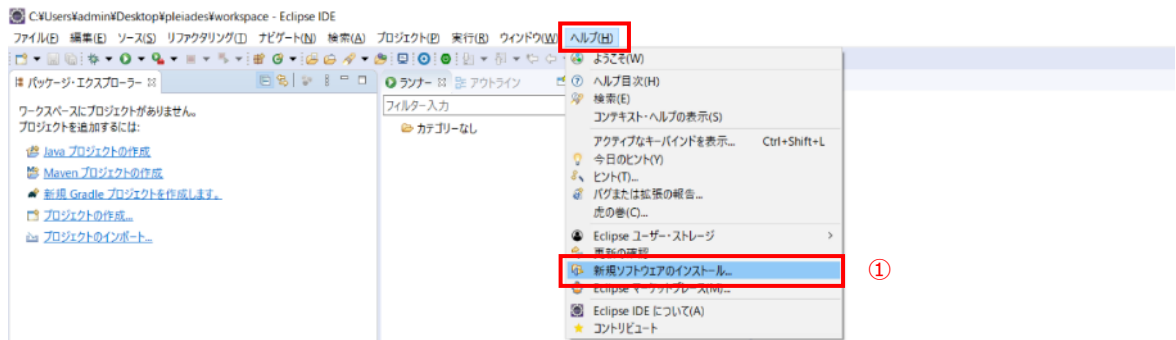 C:¥Users¥admin¥Desktop¥pleiades¥workspace - Eclipse IDE
ファイル(F) 編集(E) ソース(S) リファクタリング(T) ナビゲート(N) 検索(A) プロジェクト(P) 実行(R) ウィンドウ(W) ヘルプ(H)
パッケージ・エクスプローラー
ワークスペースにプロジェクトがありません。
プロジェクトを追加するには:
Java プロジェクトの作成
Maven プロジェクトの作成
新規 Gradle プロジェクトを作成します。
プロジェクトの作成...
プロジェクトのインポート...
ランナー アウトライン
フィルター入力
カテゴリーなし
ようこそ(W)
ヘルプ目次(H)
検索(E)
コンテキスト・ヘルプの表示(S)
アクティブなキーバインドを表示... Ctrl+Shift+L
今日のヒント(Y)
ヒント(T)...
バグまたは拡張の報告...
虎の巻(C)...
Eclipse ユーザー・ストレージ
更新の確認
新規ソフトウェアのインストール... ①
Eclipse マーケットプレース(M)...
Eclipse IDE について(A)
コントリビュート